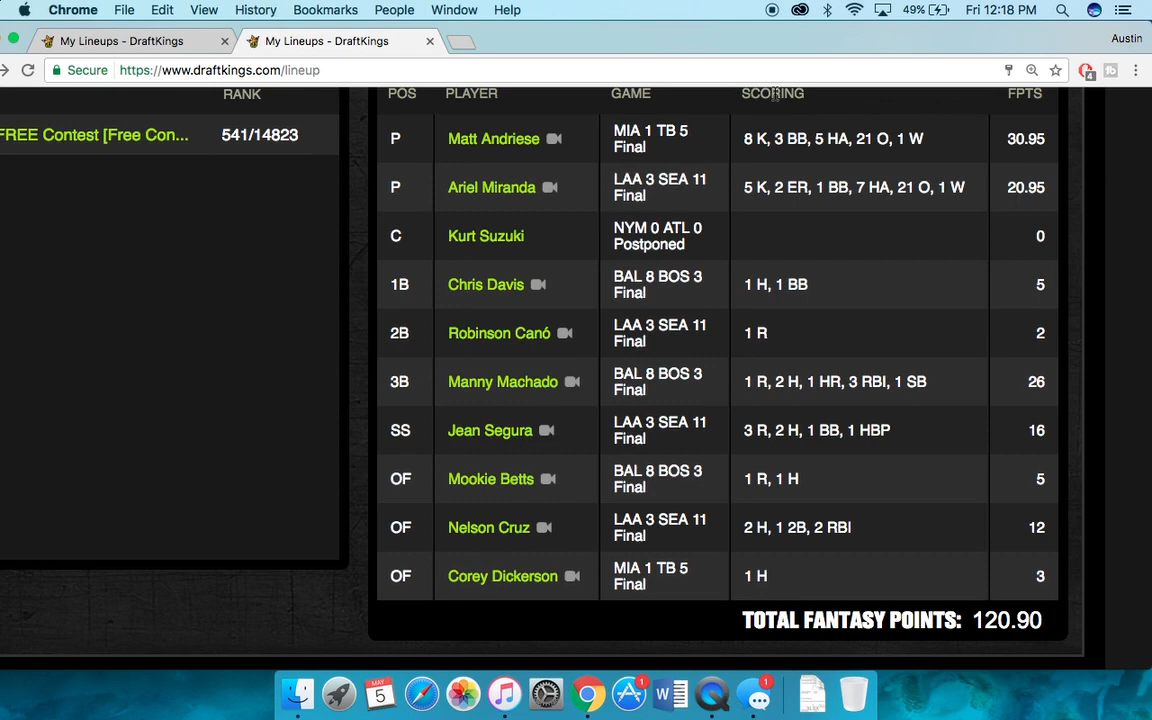 Chrome File Edit View History Bookmarks People Window Help 49% Fri 12:18 PM
My Lineups - DraftKings My Lineups - DraftKings Austin
Secure https://www.draftkings.com/lineup 4
RANK
FREE Contest [Free Con... 541/14823
POS PLAYER GAME SCORING FPTS
P Matt Andriese MIA 1 TB 5 Final 8 K, 3 BB, 5 HA, 21 O, 1 W 30.95
P Ariel Miranda LAA 3 SEA 11 Final 5 K, 2 ER, 1 BB, 7 HA, 21 O, 1 W 20.95
C Kurt Suzuki NYM 0 ATL 0 Postponed 0
1B Chris Davis BAL 8 BOS 3 Final 1 H, 1 BB 5
2B Robinson Canó LAA 3 SEA 11 Final 1 R 2
3B Manny Machado BAL 8 BOS 3 Final 1 R, 2 H, 1 HR, 3 RBI, 1 SB 26
SS Jean Segura LAA 3 SEA 11 Final 3 R, 2 H, 1 BB, 1 HBP 16
OF Mookie Betts BAL 8 BOS 3 Final 1 R, 1 H 5
OF Nelson Cruz LAA 3 SEA 11 Final 2 H, 1 2B, 2 RBI 12
OF Corey Dickerson MIA 1 TB 5 Final 1 H 3
TOTAL FANTASY POINTS: 120.90
MAY 5 1 W 1